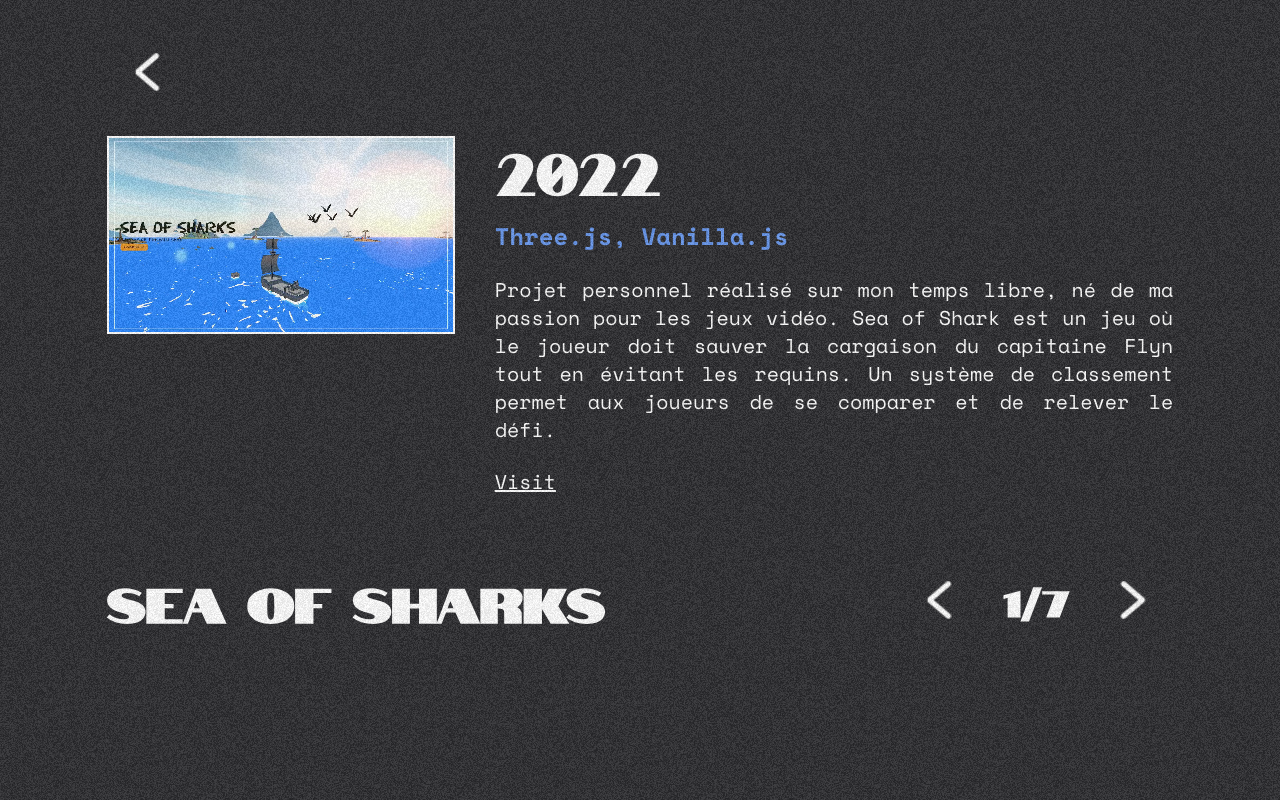 SEA OF SHARKS
2022
Three.js, Vanilla.js
Projet personnel réalisé sur mon temps libre, né de ma
passion pour les jeux vidéo. Sea of Shark est un jeu où
le joueur doit sauver la cargaison du capitaine Flyn
tout en évitant les requins. Un système de classement
permet aux joueurs de se comparer et de relever le
défi.
Visit
SEA OF SHARKS
1/7